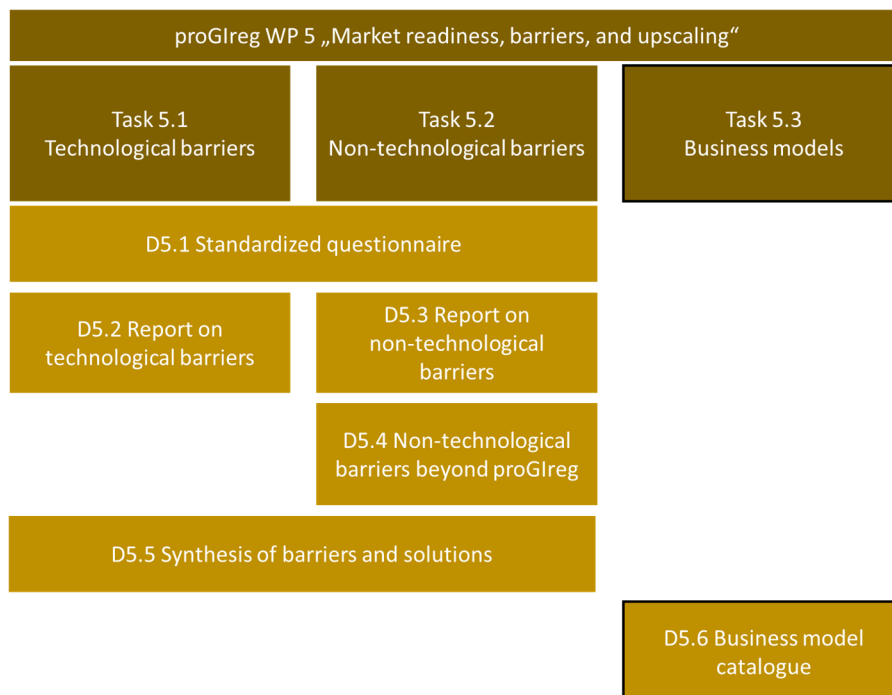 proGIreg WP 5 „Market readiness, barriers, and upscaling“
Task 5.1
Technological barriers
Task 5.2
Non-technological barriers
Task 5.3
Business models
D5.1 Standardized questionnaire
D5.2 Report on
technological barriers
D5.3 Report on
non-technological
barriers
D5.4 Non-technological
barriers beyond proGIreg
D5.5 Synthesis of barriers and solutions
D5.6 Business model
catalogue